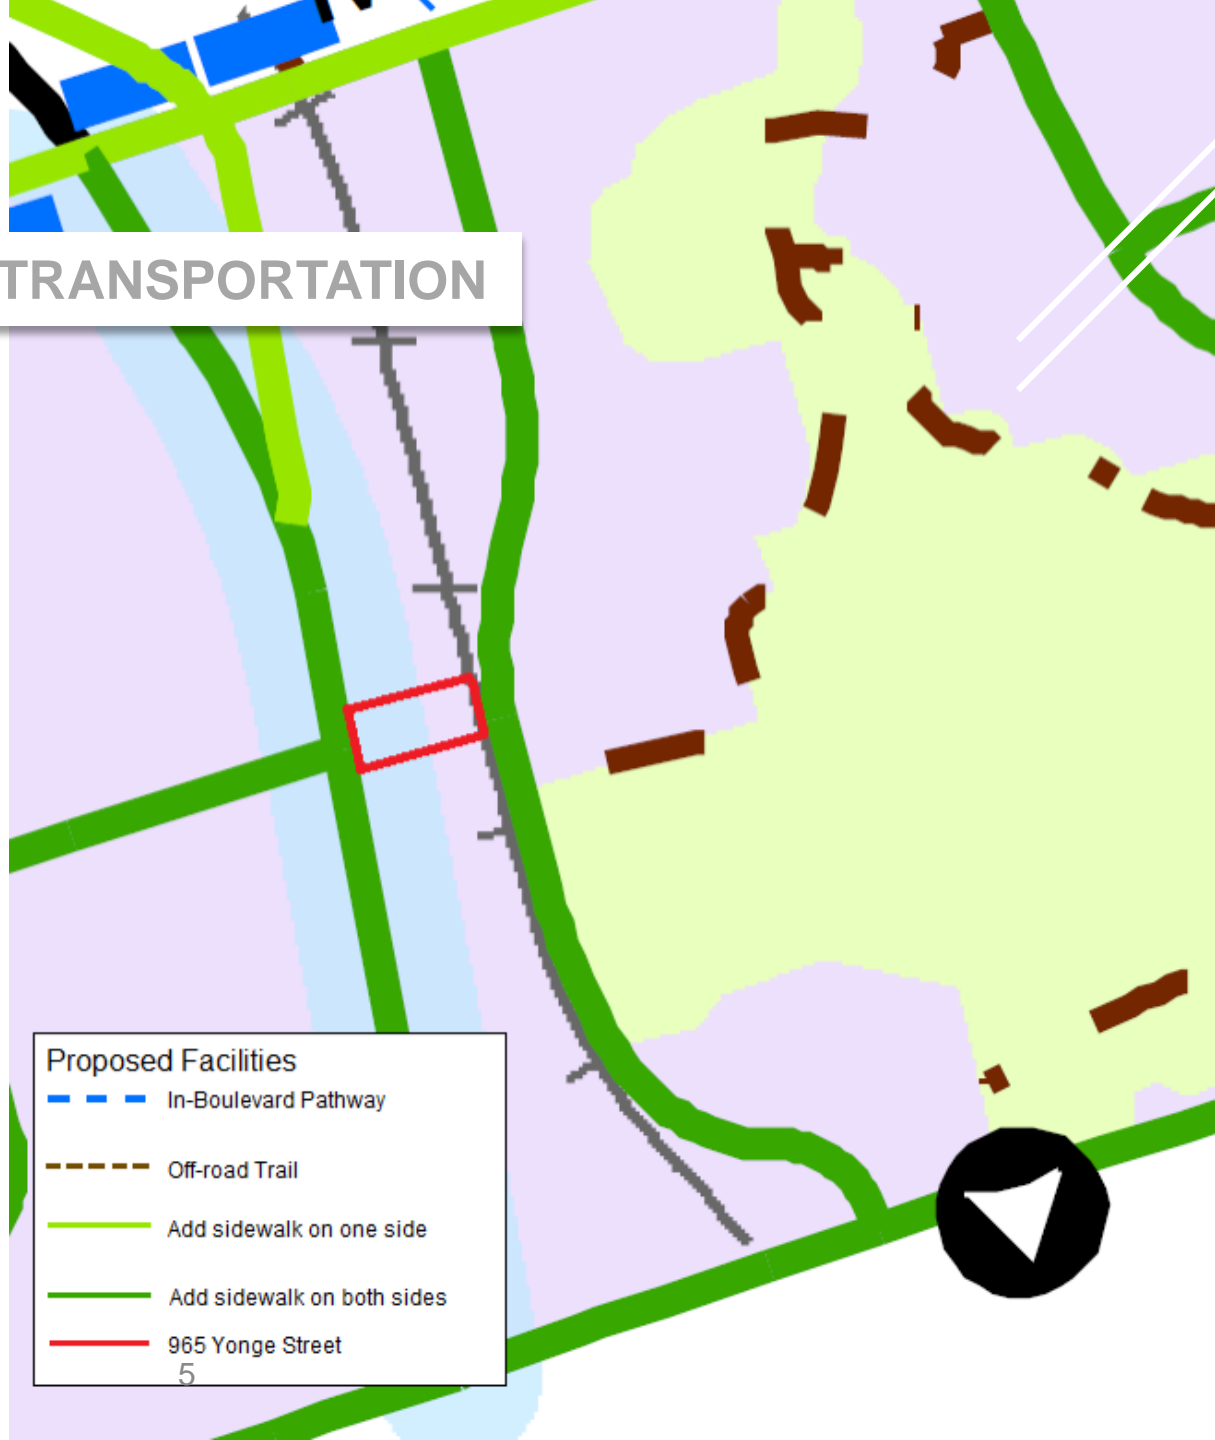 TRANSPORTATION
Proposed Facilities
In-Boulevard Pathway
Off-road Trail
Add sidewalk on one side
Add sidewalk on both sides
965 Yonge Street
5